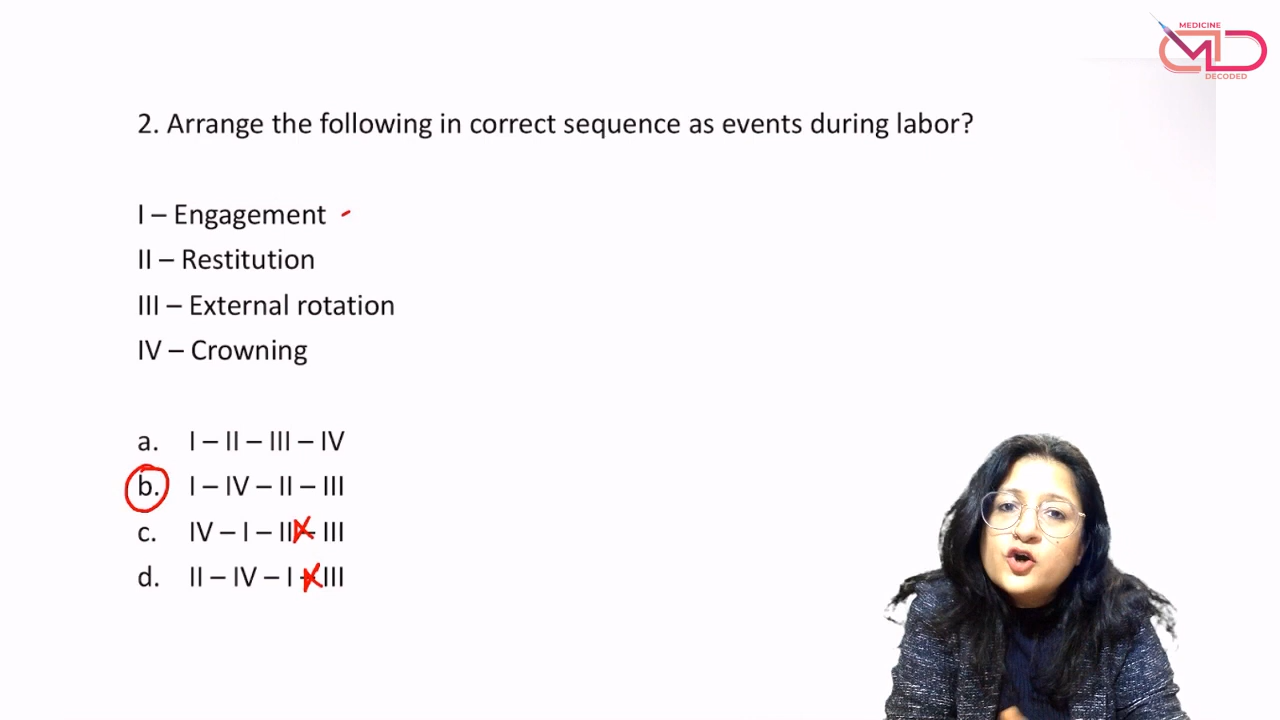 MEDICINE
MD
DECODED
2. Arrange the following in correct sequence as events during labor?
I – Engagement
II – Restitution
III – External rotation
IV – Crowning
a. I – II – III – IV
b. I – IV – II – III
c. IV – I – II – III
d. II – IV – I – III